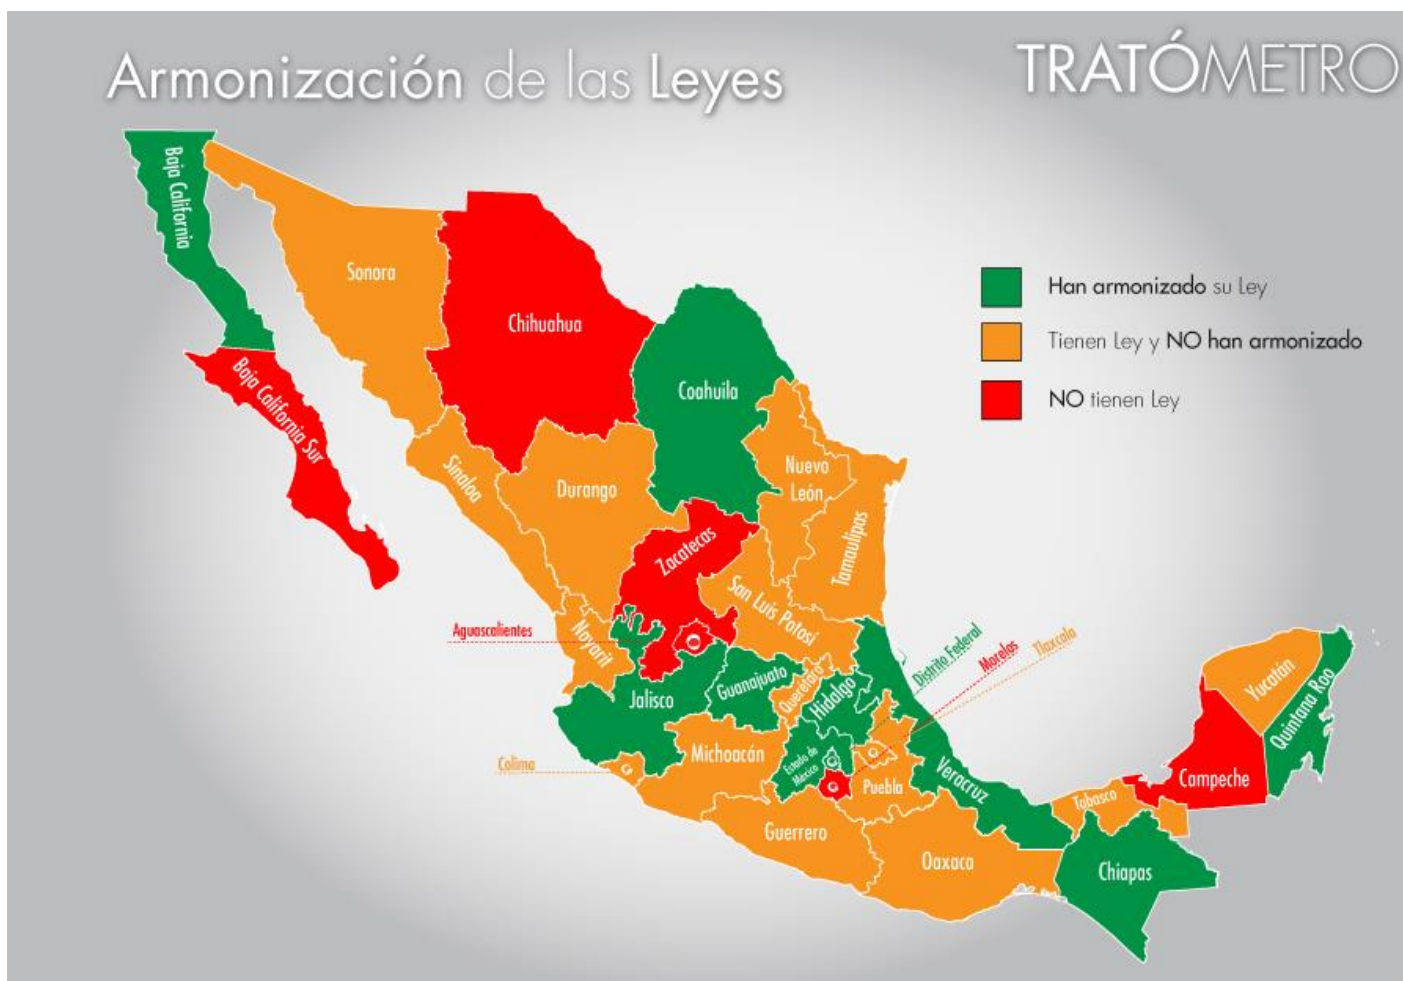 Armonización de las Leyes
TRATÓMETRO
Baja California
Sonora
Chihuahua
Coahuila
Baja California Sur
Sinaloa
Durango
Nuevo León
Tamaulipas
Zacatecas
San Luis Potosí
Nayarit
Aguascalientes
Jalisco
Guanajuato
Querétaro
Hidalgo
Distrito Federal
Morelos
Tlaxcala
Colima
Michoacán
Estado de México
Puebla
Veracruz
Guerrero
Oaxaca
Tabasco
Chiapas
Campeche
Yucatán
Quintana Roo
Han armonizado su Ley
Tienen Ley y NO han armonizado
NO tienen Ley